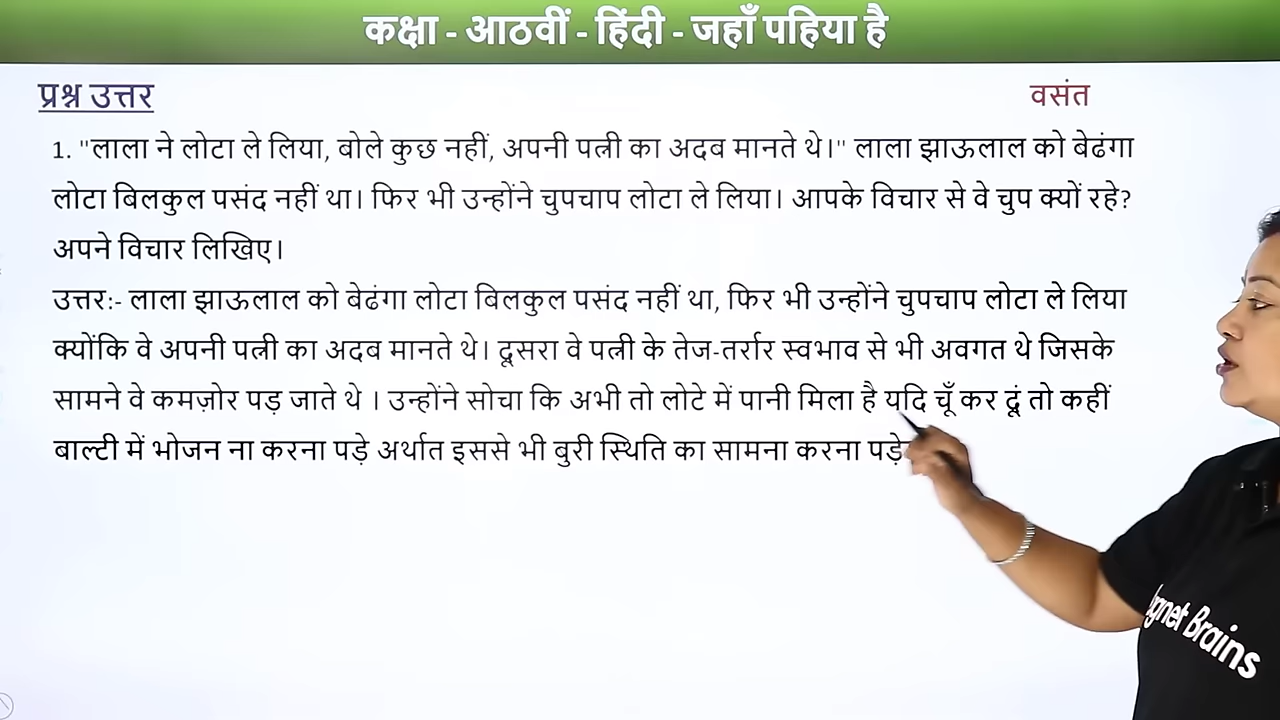 कक्षा - आठवीं - हिंदी - जहाँ पहिया है
प्रश्न उत्तर
वसंत
1. "लाला ने लोटा ले लिया, बोले कुछ नहीं, अपनी पत्नी का अदब मानते थे।" लाला झाऊलाल को बेढंगा
लोटा बिलकुल पसंद नहीं था। फिर भी उन्होंने चुपचाप लोटा ले लिया। आपके विचार से वे चुप क्यों रहे?
अपने विचार लिखिए।
उत्तर:- लाला झाऊलाल को बेढंगा लोटा बिलकुल पसंद नहीं था, फिर भी उन्होंने चुपचाप लोटा ले लिया
क्योंकि वे अपनी पत्नी का अदब मानते थे। दूसरा वे पत्नी के तेज-तर्रार स्वभाव से भी अवगत थे जिसके
सामने वे कमज़ोर पड़ जाते थे । उन्होंने सोचा कि अभी तो लोटे में पानी मिला है यदि चूँ कर दूं तो कहीं
बाल्टी में भोजन ना करना पड़े अर्थात इससे भी बुरी स्थिति का सामना करना पड़े
Brains